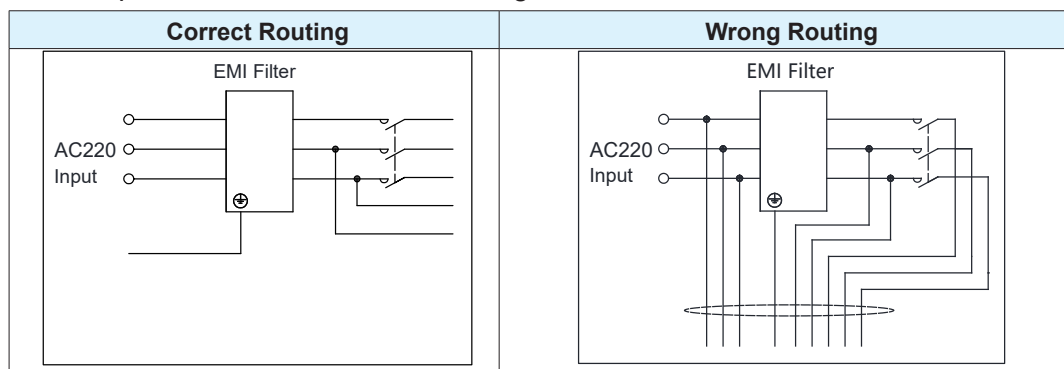 Correct Routing
Wrong Routing
EMI Filter
AC220
Input
EMI Filter
AC220
Input